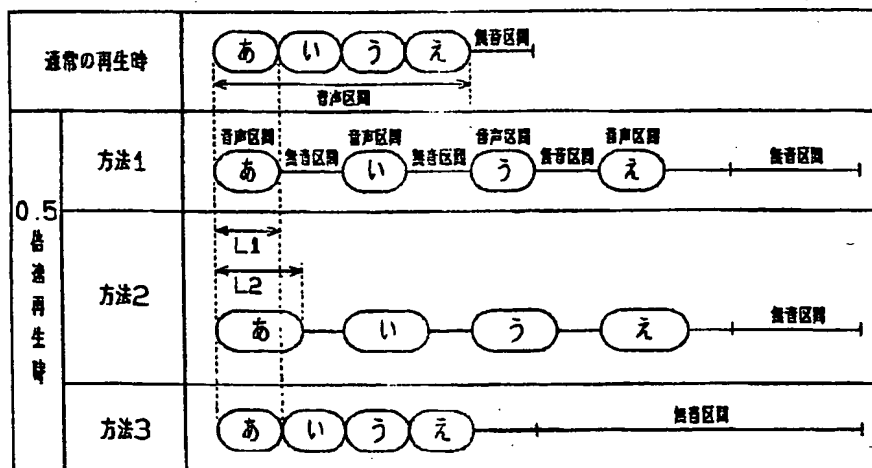 通常の再生時
あ い う え 無音区間
音声区間
0.5倍速再生時
方法1
音声区間 音声区間 音声区間 音声区間
無音区間 無音区間 無音区間 無音区間
あ い う え
方法2
L1
L2
あ い う え 無音区間
方法3
あ い う え 無音区間